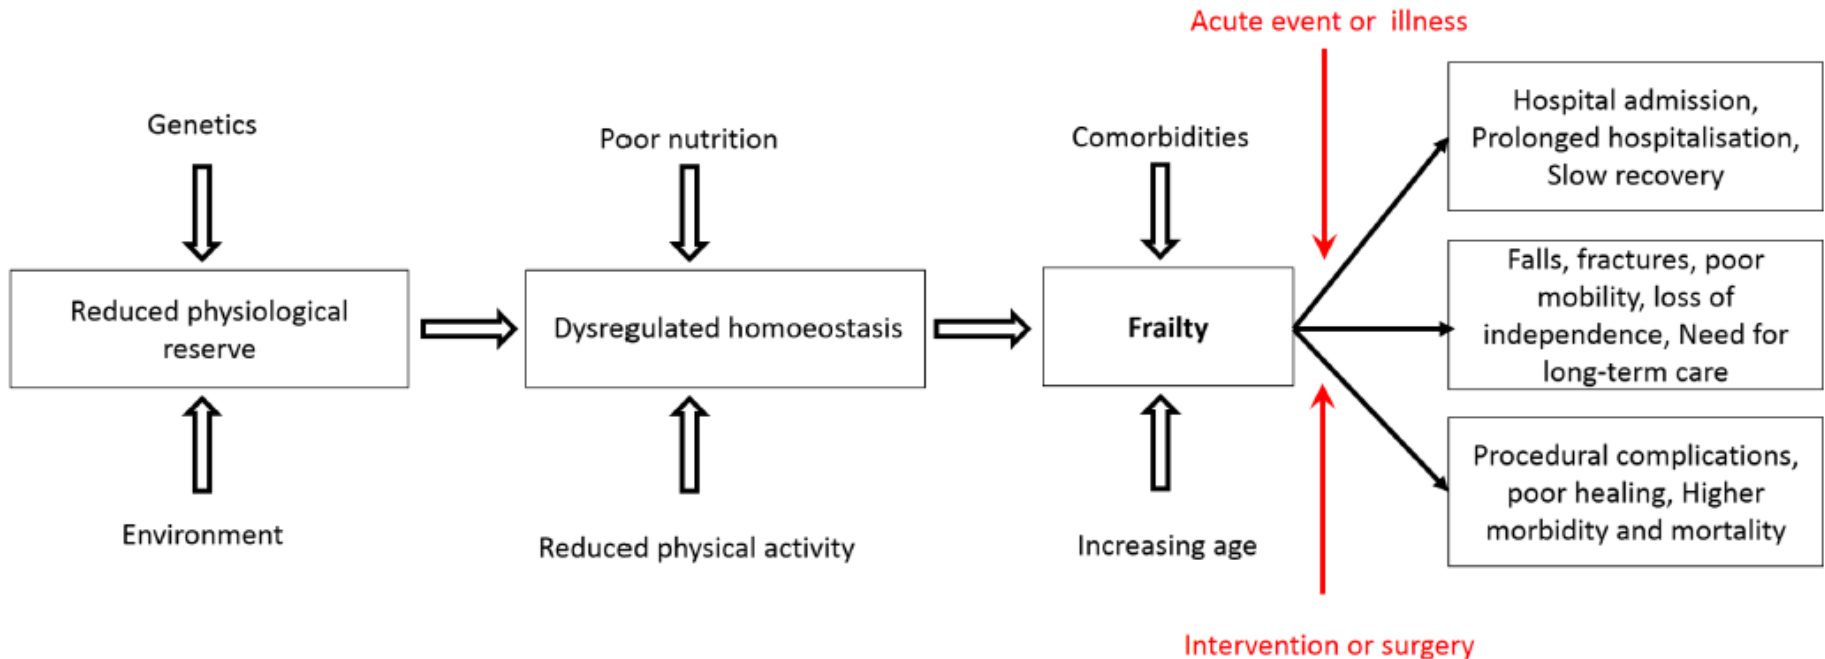 Acute event or illness
Genetics
Poor nutrition
Comorbidities
Hospital admission,
Prolonged hospitalisation,
Slow recovery
Reduced physiological
reserve
Dysregulated homoeostasis
Frailty
Falls, fractures, poor
mobility, loss of
independence, Need for
long-term care
Environment
Reduced physical activity
Increasing age
Procedural complications,
poor healing, Higher
morbidity and mortality
Intervention or surgery